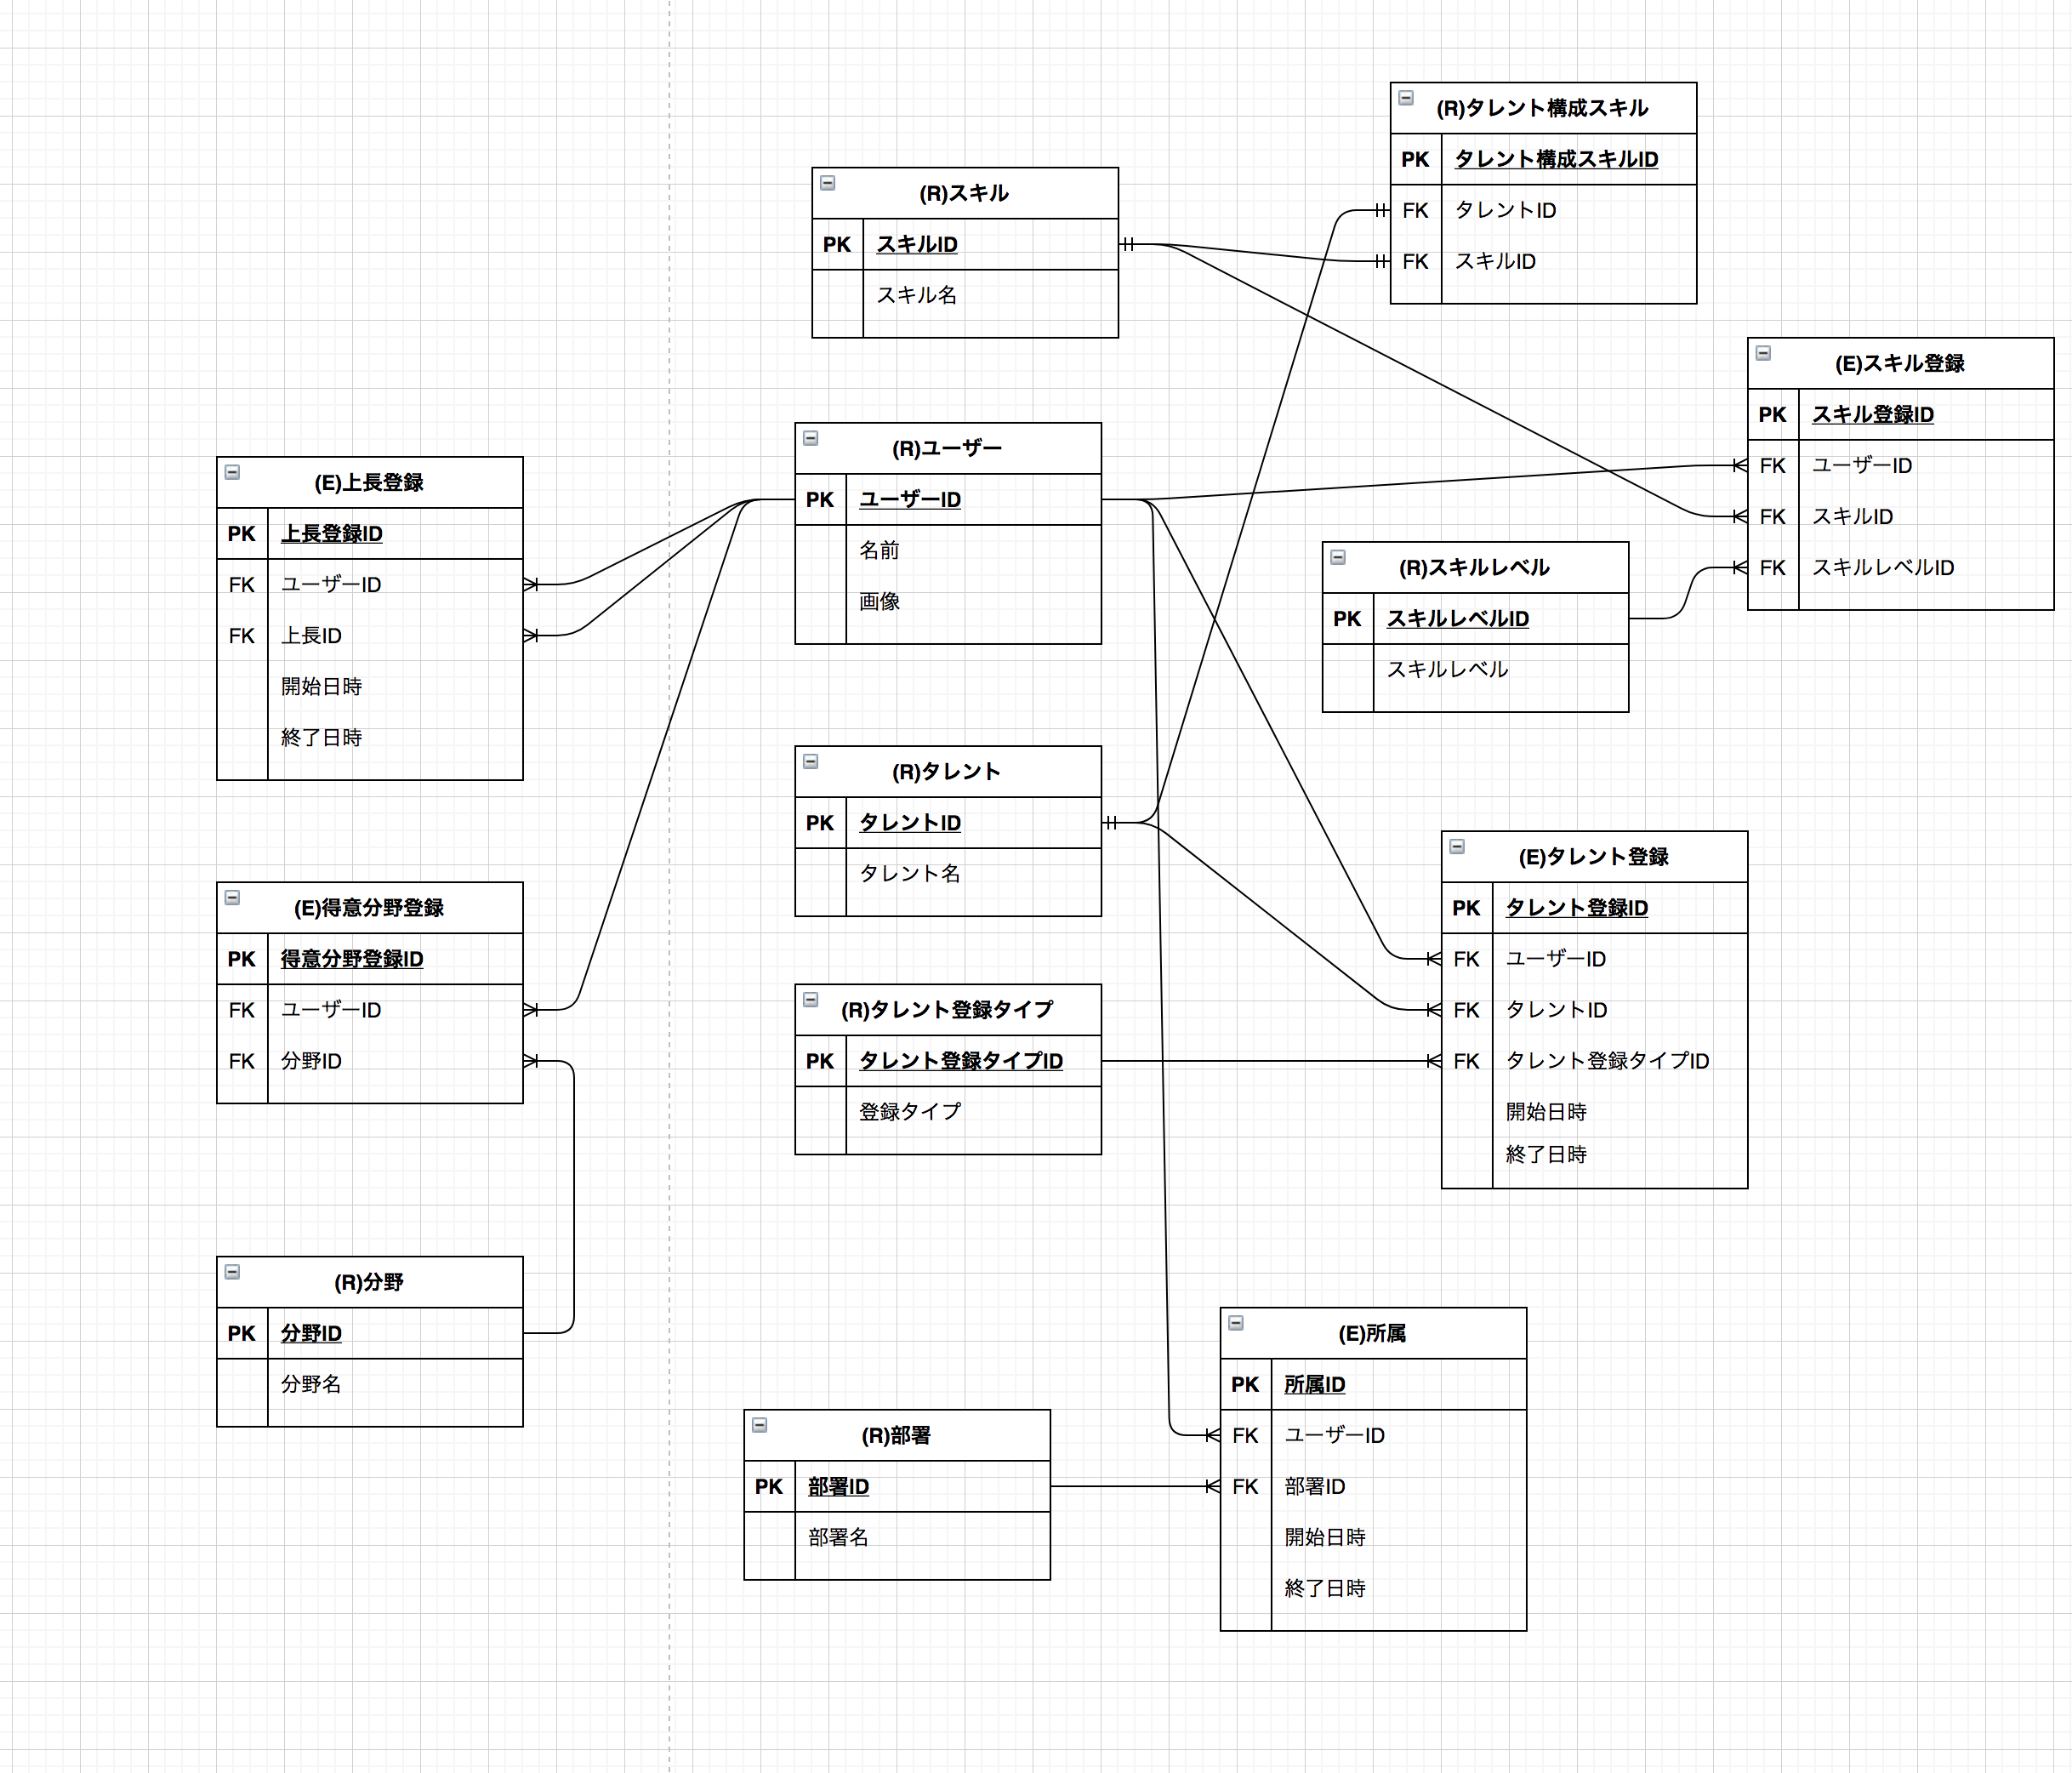 (R)タレント構成スキル
PK タレント構成スキルID
FK タレントID
FK スキルID
(R)スキル
PK スキルID
スキル名
(E)スキル登録
PK スキル登録ID
FK ユーザーID
FK スキルID
FK スキルレベルID
(R)ユーザー
PK ユーザーID
名前
画像
(E)上長登録
PK 上長登録ID
FK ユーザーID
FK 上長ID
開始日時
終了日時
(R)スキルレベル
PK スキルレベルID
スキルレベル
(R)タレント
PK タレントID
タレント名
(E)タレント登録
PK タレント登録ID
FK ユーザーID
FK タレントID
FK タレント登録タイプID
開始日時
終了日時
(E)得意分野登録
PK 得意分野登録ID
FK ユーザーID
FK 分野ID
(R)タレント登録タイプ
PK タレント登録タイプID
登録タイプ
(R)分野
PK 分野ID
分野名
(E)所属
PK 所属ID
FK ユーザーID
FK 部署ID
開始日時
終了日時
(R)部署
PK 部署ID
部署名